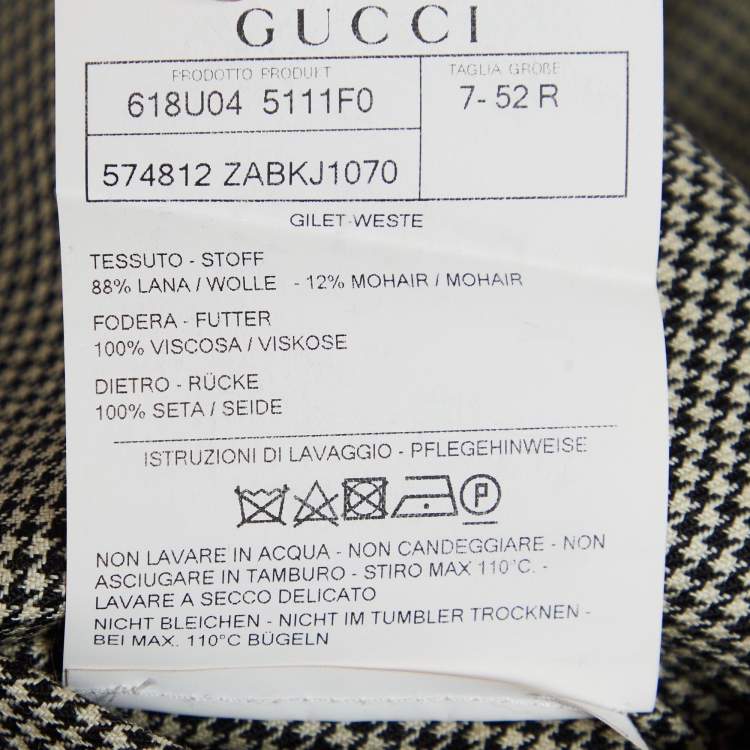 GUCCI
PRODOTTO PRODUKT
618U04 5111F0
TAGLIA GRÖßE
7- 52 R
574812 ZABKJ1070
GILET-WESTE
TESSUTO - STOFF
88% LANA / WOLLE - 12% MOHAIR / MOHAIR
FODERA - FUTTER
100% VISCOSA / VISKOSE
DIETRO - RÜCKE
100% SETA / SEIDE
ISTRUZIONI DI LAVAGGIO - PFLEGEHINWEISE
P
NON LAVARE IN ACQUA - NON CANDEGGIARE - NON
ASCIUGARE IN TAMBURO - STIRO MAX 110°C. -
LAVARE A SECCO DELICATO
NICHT BLEICHEN - NICHT IM TUMBLER TROCKNEN -
BEI MAX. 110°C BÜGELN